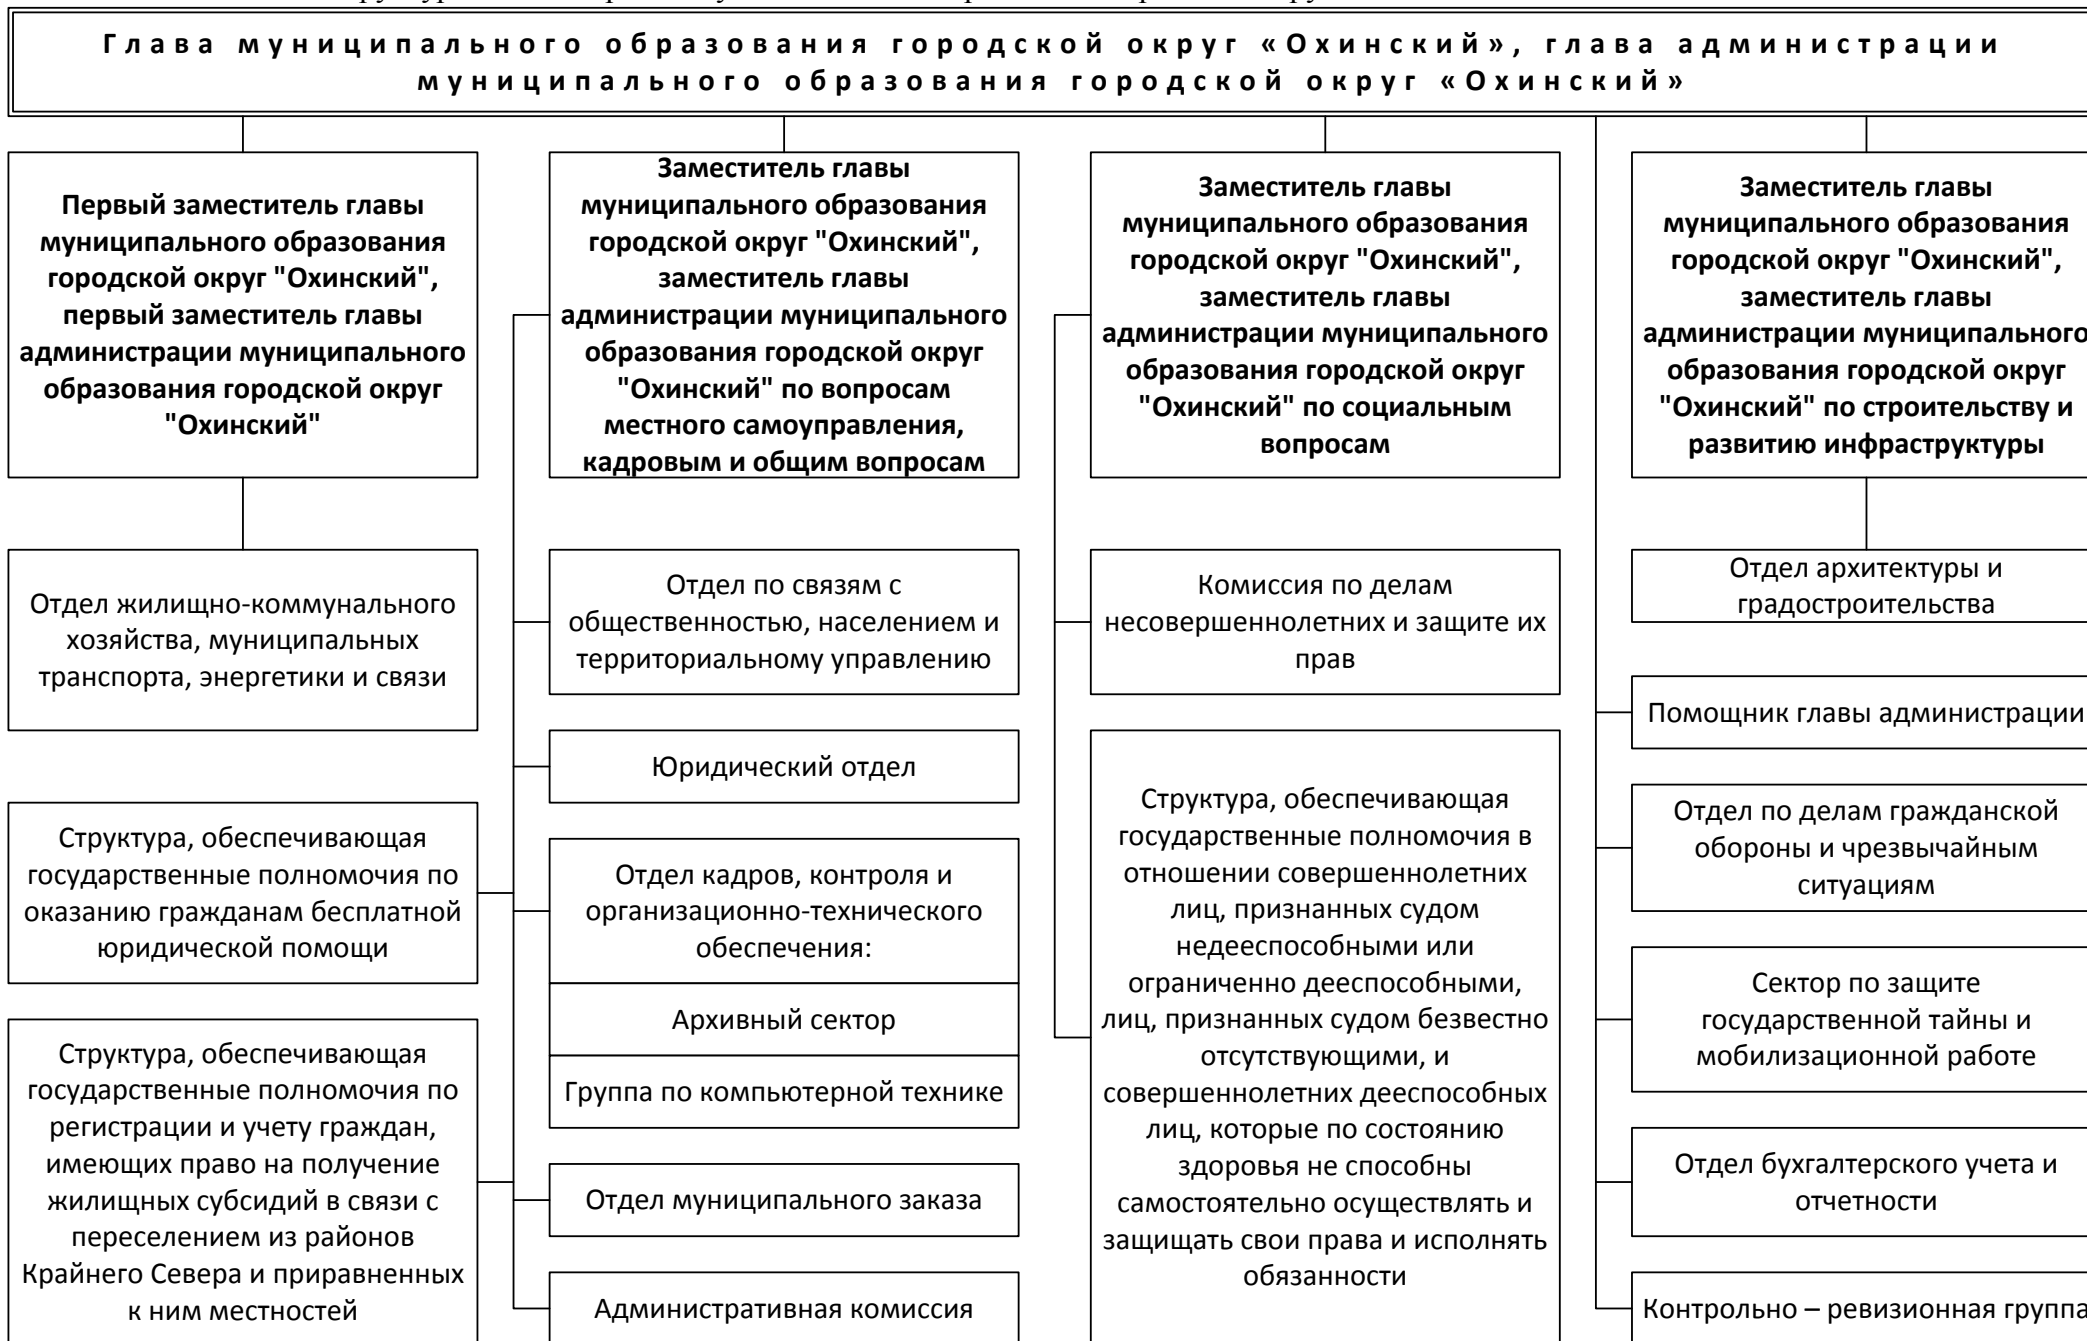 Глава муниципального образования городской округ «Охинский», глава администрации
муниципального образования городской округ «Охинский»
Первый заместитель главы
муниципального образования
городской округ "Охинский",
первый заместитель главы
администрации муниципального
образования городской округ
"Охинский"
Заместитель главы
муниципального образования
городской округ "Охинский",
заместитель главы
администрации муниципального
образования городской округ
"Охинский" по вопросам
местного самоуправления,
кадровым и общим вопросам
Заместитель главы
муниципального образования
городской округ "Охинский",
заместитель главы
администрации муниципального
образования городской округ
"Охинский" по социальным
вопросам
Заместитель главы
муниципального образования
городской округ "Охинский",
заместитель главы
администрации муниципального
образования городской округ
"Охинский" по строительству и
развитию инфраструктуры
Отдел жилищно-коммунального
хозяйства, муниципальных
транспорта, энергетики и связи
Структура, обеспечивающая
государственные полномочия по
оказанию гражданам бесплатной
юридической помощи
Структура, обеспечивающая
государственные полномочия по
регистрации и учету граждан,
имеющих право на получение
жилищных субсидий в связи с
переселением из районов
Крайнего Севера и приравненных
к ним местностей
Отдел по связям с
общественностью, населением и
территориальному управлению
Юридический отдел
Отдел кадров, контроля и
организационно-технического
обеспечения:
Архивный сектор
Группа по компьютерной технике
Отдел муниципального заказа
Административная комиссия
Комиссия по делам
несовершеннолетних и защите их
прав
Структура, обеспечивающая
государственные полномочия в
отношении совершеннолетних
лиц, признанных судом
недееспособными или
ограниченно дееспособными,
лиц, признанных судом безвестно
отсутствующими, и
совершеннолетних дееспособных
лиц, которые по состоянию
здоровья не способны
самостоятельно осуществлять и
защищать свои права и исполнять
обязанности
Отдел архитектуры и
градостроительства
Помощник главы администрации
Отдел по делам гражданской
обороны и чрезвычайным
ситуациям
Сектор по защите
государственной тайны и
мобилизационной работе
Отдел бухгалтерского учета и
отчетности
Контрольно – ревизионная группа